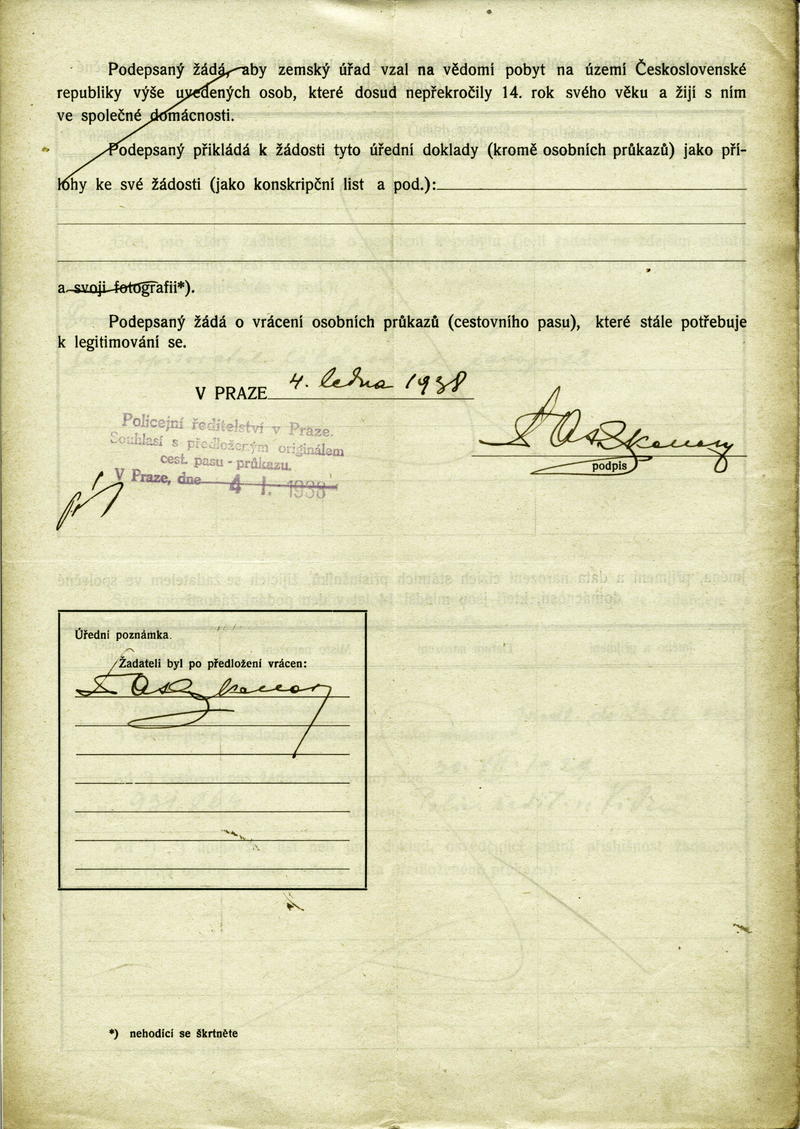 Podepsaný žádá, aby zemský úřad vzal na vědomí pobyt na území Československé
republiky výše uvedených osob, které dosud nepřekročily 14. rok svého věku a žijí s ním
ve společné domácnosti.
Podepsaný přikládá k žádosti tyto úřední doklady (kromě osobních průkazů) jako pří-
lohy ke své žádosti (jako konskripční list a pod.):
a svoji fotografii*).
Podepsaný žádá o vrácení osobních průkazů (cestovního pasu), které stále potřebuje
k legitimování se.
V PRAZE 4. ledna 1938
Policejní ředitelství v Praze.
Souhlasí s předloženým originálem
cest. pasu - průkazu.
V Praze, dne 4 I. 1938
podpis
Úřední poznámka.
Žadateli byl po předložení vrácen:
*) nehodící se škrtněte